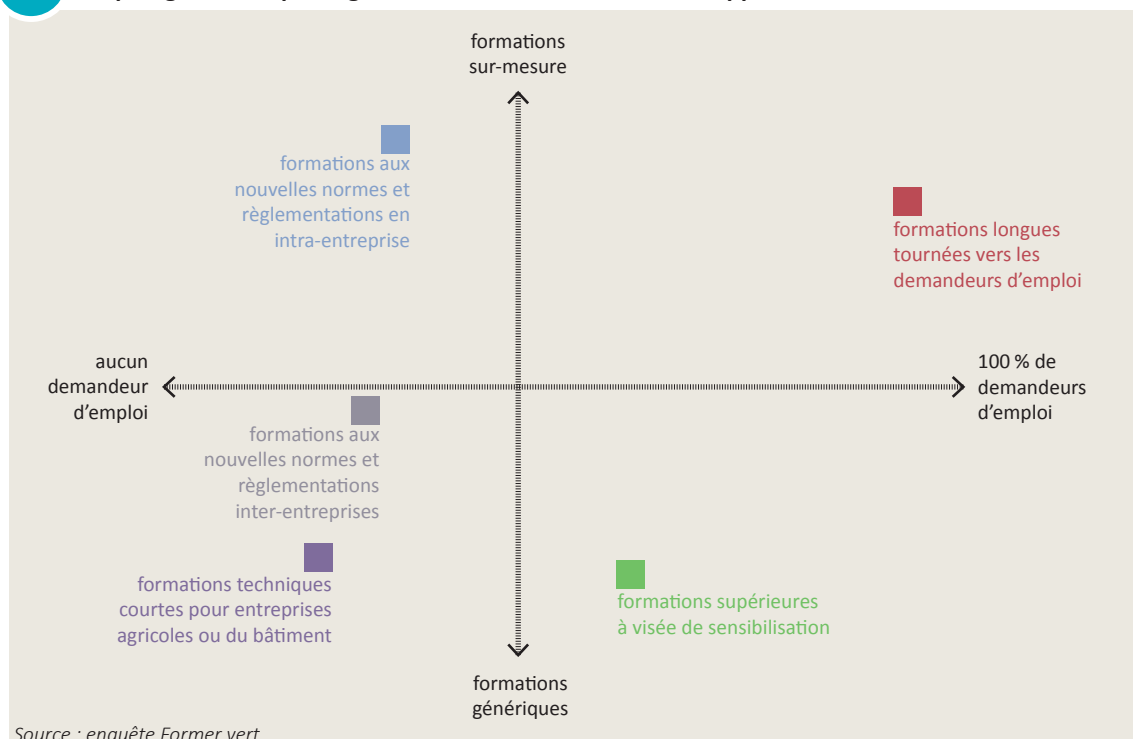 formations
sur-mesure
formations aux
nouvelles normes et
règlementations en
intra-entreprise
formations longues
tournées vers les
demandeurs d’emploi
aucun
demandeur
d’emploi
100 % de
demandeurs
d’emploi
formations aux
nouvelles normes et
règlementations
inter-entreprises
formations techniques
courtes pour entreprises
agricoles ou du bâtiment
formations supérieures
à visée de sensibilisation
formations
génériques
Source : enquête Former vert